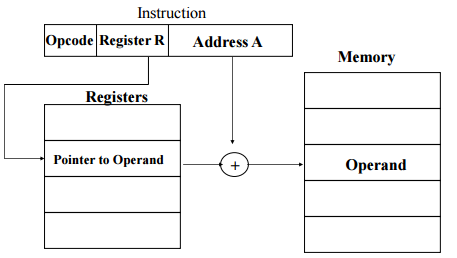 Instruction
Opcode Register R Address A
Memory
Registers
Pointer to Operand
+
Operand